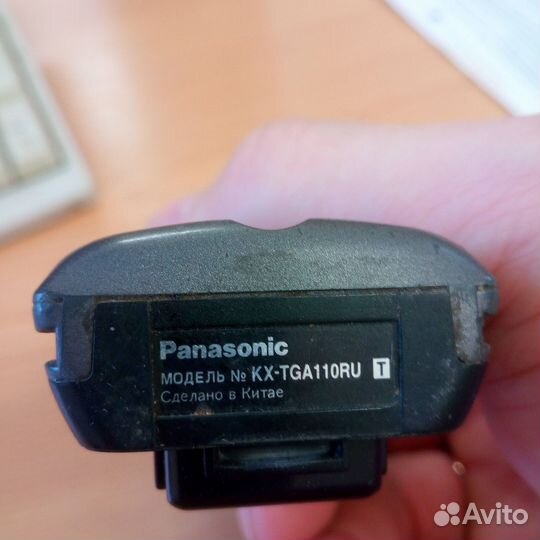 Panasonic
МОДЕЛЬ № KX-TGA110RU T
Сделано в Китае
Avito